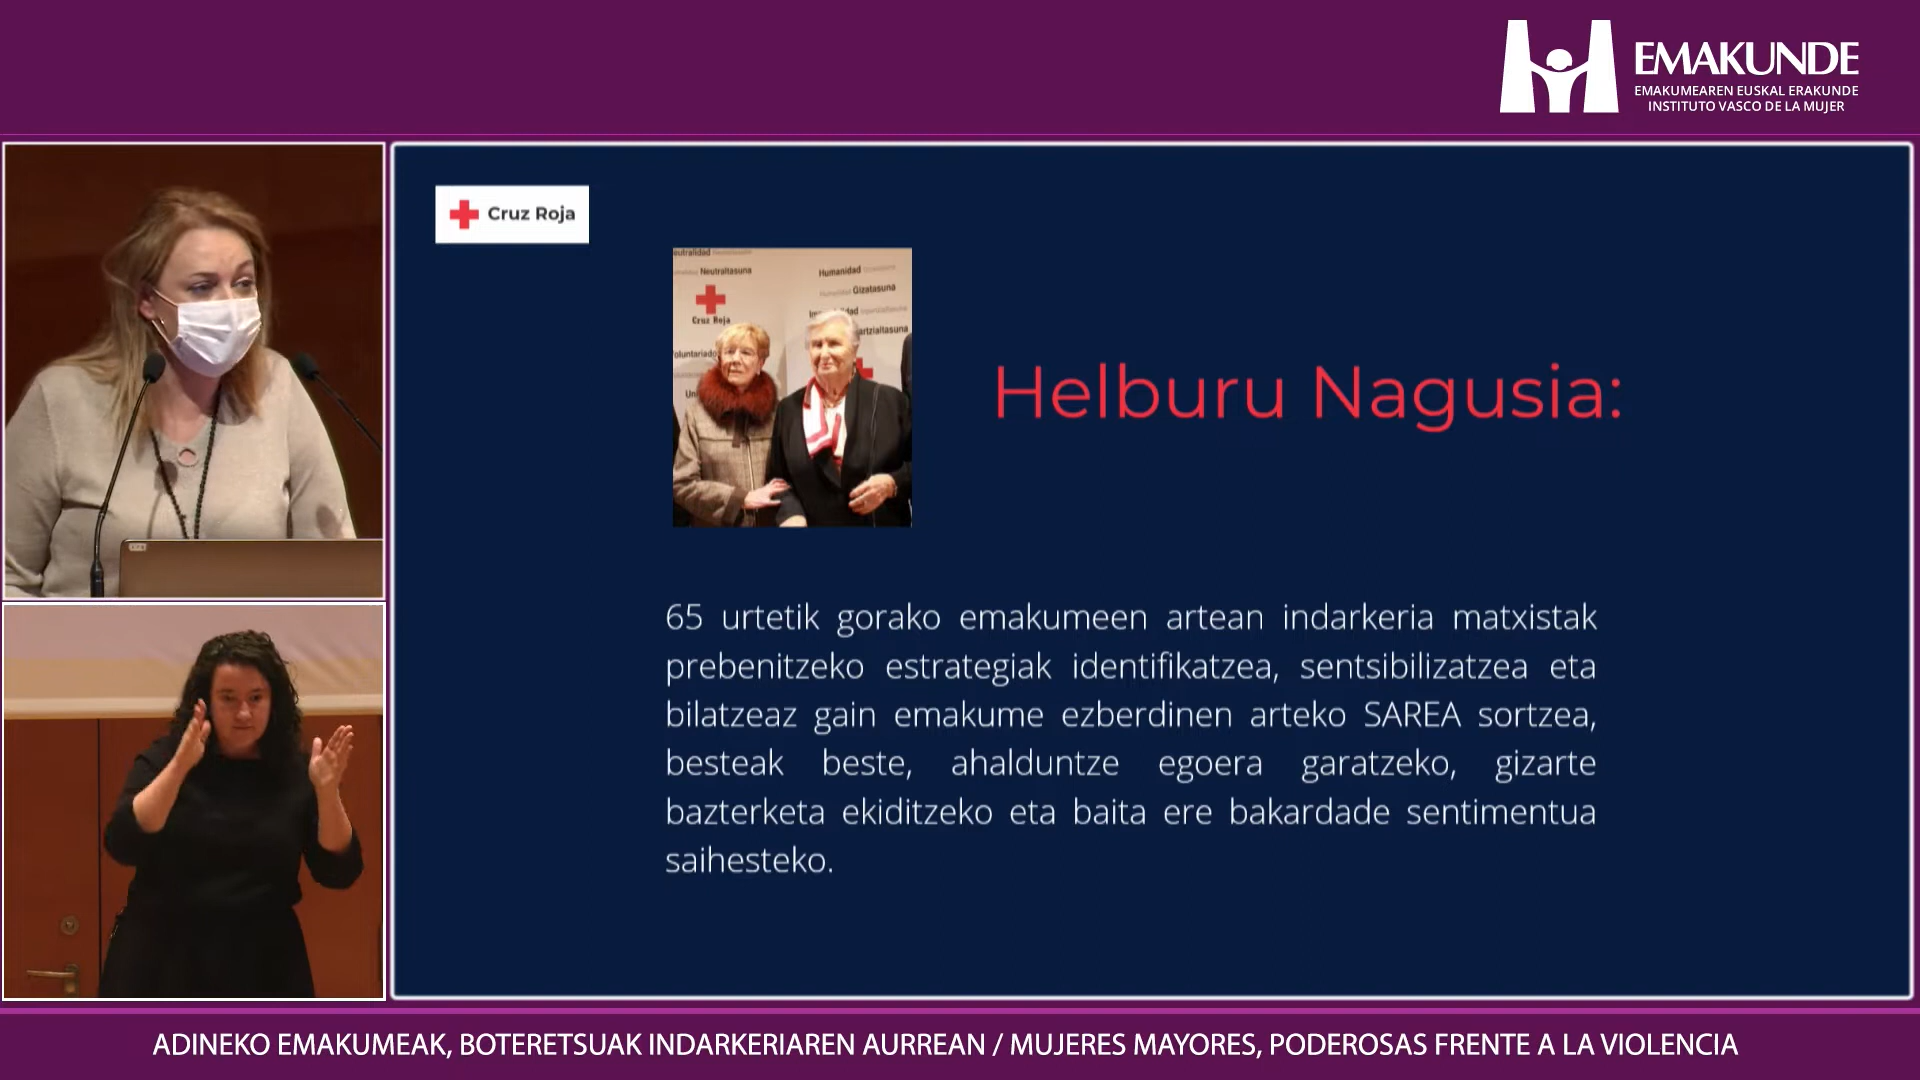 EMAKUNDE
EMAKUMEAREN EUSKAL ERAKUNDE
INSTITUTO VASCO DE LA MUJER
Cruz Roja
Neutralitasuna
Humanidad
Gizatasuna
Cruz Roja
artzialtasuna
oluntariado
Helburu Nagusia:
65 urtetik gorako emakumeen artean indarkeria matxistak
prebenitzeko estrategiak identifikatzea, sentsibilizatzea eta
bilatzeaz gain emakume ezberdinen arteko SAREA sortzea,
besteak beste, ahalduntze egoera garatzeko, gizarte
bazterketa ekiditzeko eta baita ere bakardade sentimentua
saihesteko.
ADINEKO EMAKUMEAK, BOTERETSUAK INDARKERIAREN AURREAN / MUJERES MAYORES, PODEROSAS FRENTE A LA VIOLENCIA